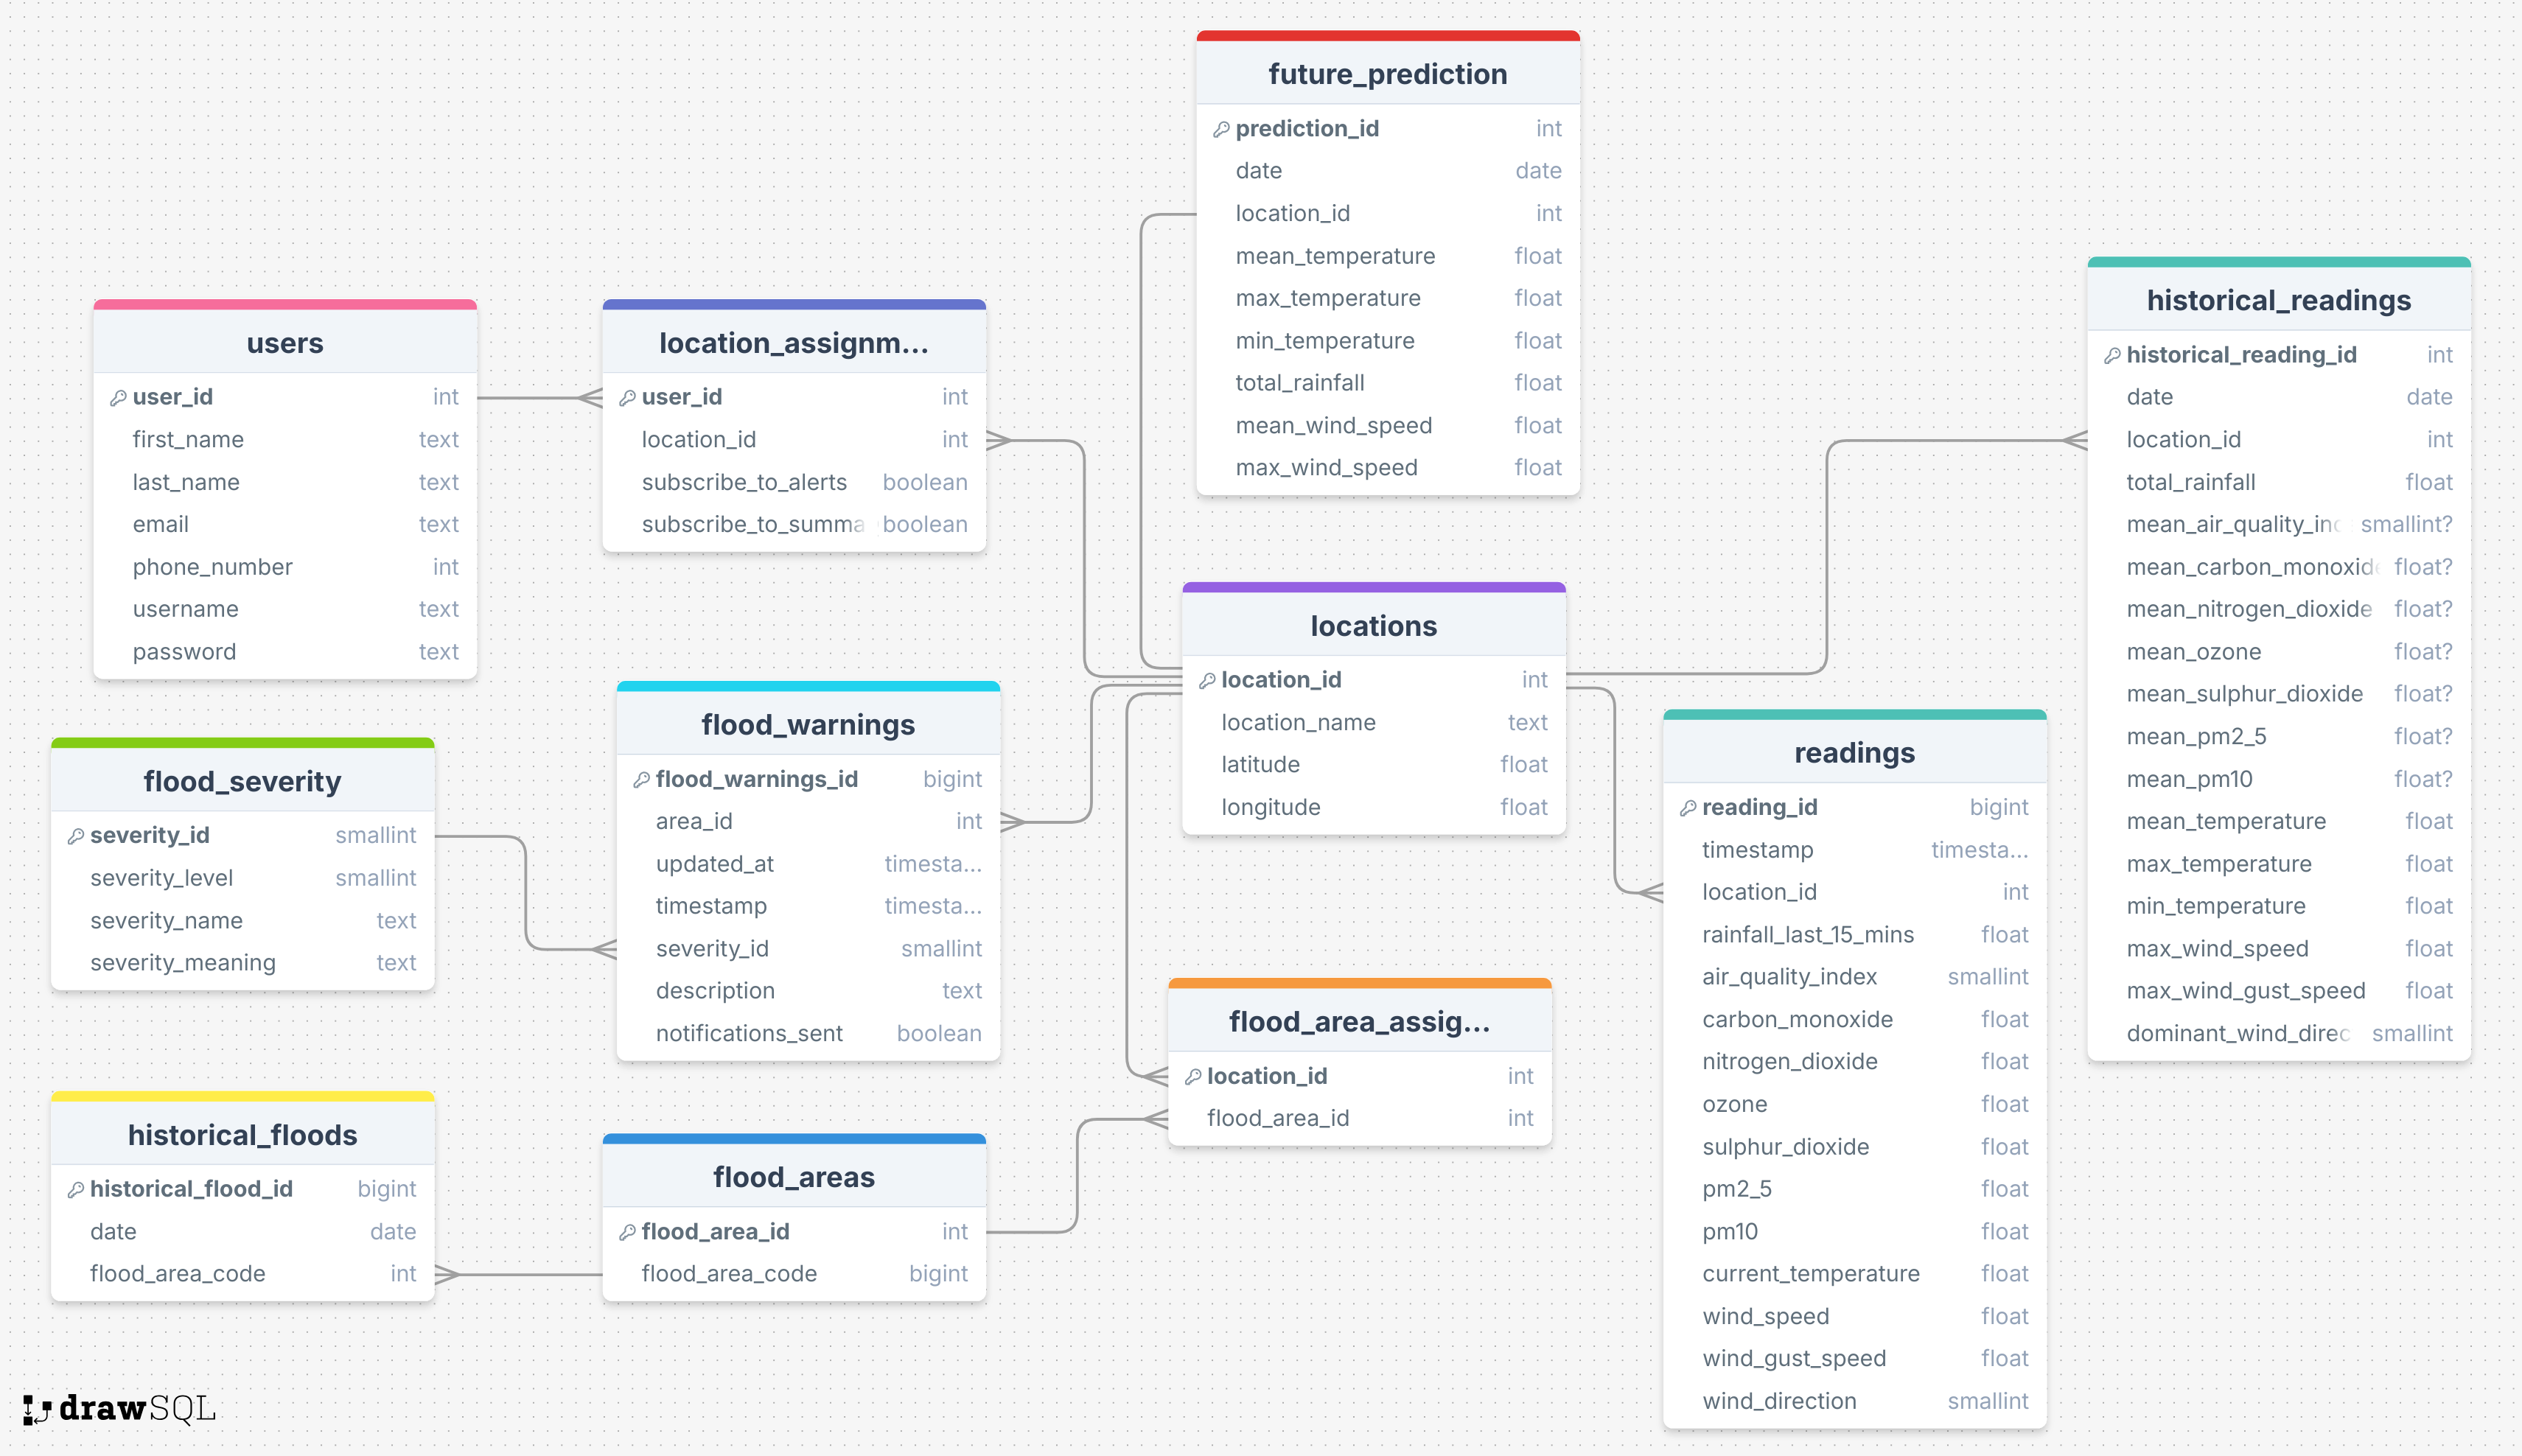 future_prediction
prediction_id int
date date
location_id int
mean_temperature float
max_temperature float
min_temperature float
total_rainfall float
mean_wind_speed float
max_wind_speed float
users
user_id int
first_name text
last_name text
email text
phone_number int
username text
password text
location_assignm...
user_id int
location_id int
subscribe_to_alerts boolean
subscribe_to_summa boolean
historical_readings
historical_reading_id int
date date
location_id int
total_rainfall float
mean_air_quality_inc smallint?
mean_carbon_monoxide float?
mean_nitrogen_dioxide float?
mean_ozone float?
mean_sulphur_dioxide float?
mean_pm2_5 float?
mean_pm10 float?
mean_temperature float
max_temperature float
min_temperature float
max_wind_speed float
max_wind_gust_speed float
dominant_wind_direc smallint
locations
location_id int
location_name text
latitude float
longitude float
flood_warnings
flood_warnings_id bigint
area_id int
updated_at timesta...
timestamp timesta...
severity_id smallint
description text
notifications_sent boolean
flood_severity
severity_id smallint
severity_level smallint
severity_name text
severity_meaning text
readings
reading_id bigint
timestamp timesta...
location_id int
rainfall_last_15_mins float
air_quality_index smallint
carbon_monoxide float
nitrogen_dioxide float
ozone float
sulphur_dioxide float
pm2_5 float
pm10 float
current_temperature float
wind_speed float
wind_gust_speed float
wind_direction smallint
flood_area_assig...
location_id int
flood_area_id int
historical_floods
historical_flood_id bigint
date date
flood_area_code int
flood_areas
flood_area_id int
flood_area_code bigint
drawSQL